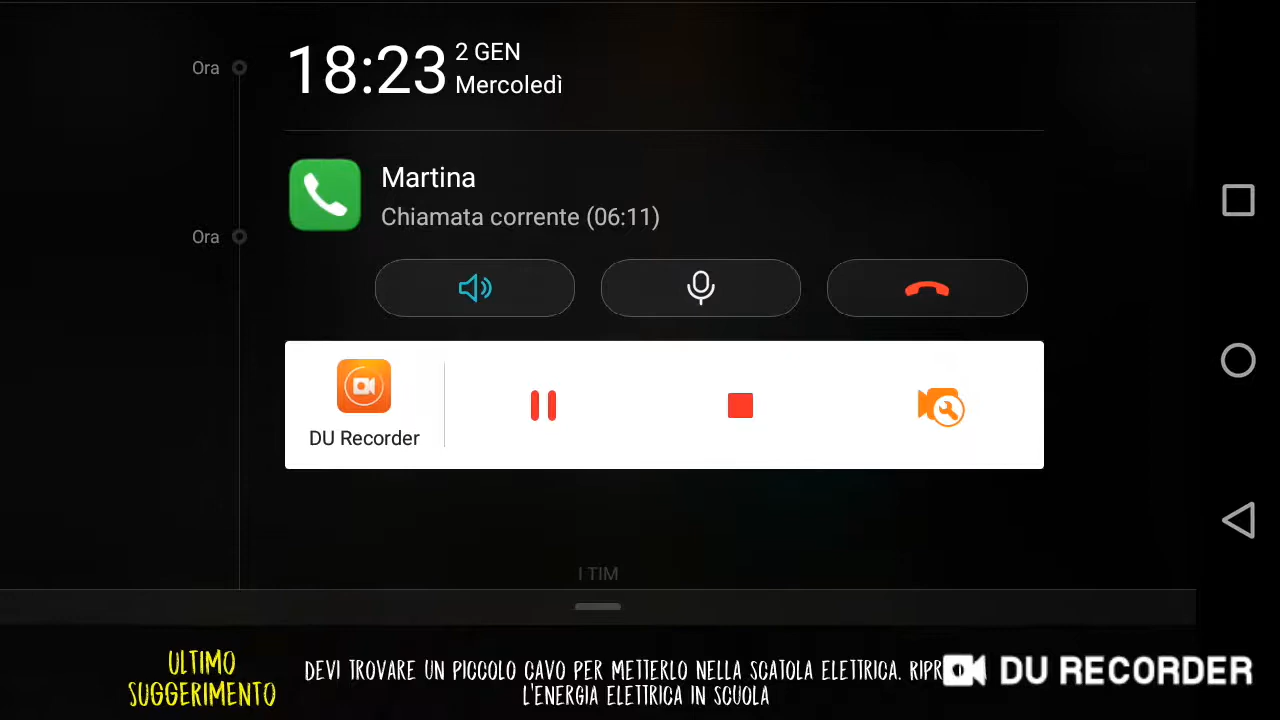 18:23
2 GEN
Mercoledì
Ora
Martina
Chiamata corrente (06:11)
Ora
DU Recorder
I TIM
ULTIMO
SUGGERIMENTO
DEVI TROVARE UN PICCOLO CAVO PER METTERLO NELLA SCATOLA ELETTRICA.
L'ENERGIA ELETTRICA IN SCUOLA
DU RECORDER